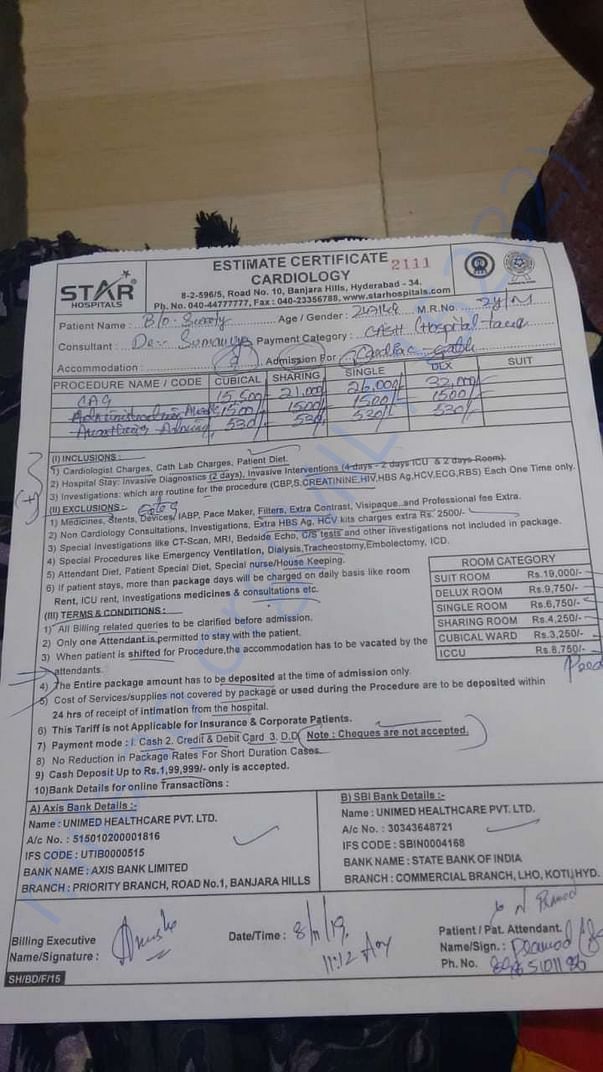 ESTIMATE CERTIFICATE
CARDIOLOGY 2111
STAR
HOSPITALS
8-2-596/5, Road No. 10, Banjara Hills, Hyderabad - 34.
Ph. No. 040-44777777, Fax : 040-23356788, www.starhospitals.com
Patient Name : B/o. Age / Gender : M.R.No.
Consultant : Payment Category : CASH (Hospital
Accommodation : Admission For : Cardiac
PROCEDURE NAME / CODE CUBICAL SHARING SINGLE DLX SUIT
CAG 15,500/- 21,000/- 26,000/- 32,000/-
1500/- 1500/- 1500/- 1500/-
530/- 530/- 530/- 530/-
(I) INCLUSIONS :
1) Cardiologist Charges, Cath Lab Charges, Patient Diet.
2) Hospital Stay: Invasive Diagnostics (2 days), Invasive Interventions (4 days - 2 days ICU & 2 days Room)
3) Investigations: which are routine for the procedure (CBP,S.CREATININE,HIV,HBS Ag,HCV,ECG,RBS) Each One Time only.
(II) EXCLUSIONS :
1) Medicines, Stents, Devices, IABP, Pace Maker, Filters, Extra Contrast, Visipaque and Professional fee Extra.
2) Non Cardiology Consultations, Investigations, Extra HBS Ag, HCV kits charges extra Rs. 2500/-
3) Special Investigations like CT-Scan, MRI, Bedside Echo, C/S tests and other investigations not included in package.
4) Special Procedures like Emergency Ventilation, Dialysis,Tracheostomy,Embolectomy, ICD.
5) Attendant Diet, Patient Special Diet, Special nurse/House Keeping.
6) If patient stays, more than package days will be charged on daily basis like room
Rent, ICU rent, Investigations medicines & consultations etc.
ROOM CATEGORY
SUIT ROOM Rs.19,000/-
DELUX ROOM Rs.9,750/-
SINGLE ROOM Rs.6,750/-
SHARING ROOM Rs.4,250/-
CUBICAL WARD Rs.3,250/-
ICCU Rs.8,750/-
(III) TERMS & CONDITIONS :
1) All Billing related queries to be clarified before admission.
2) Only one Attendant is permitted to stay with the patient.
3) When patient is shifted for Procedure,the accommodation has to be vacated by the
attendants.
4) The Entire package amount has to be deposited at the time of admission only.
5) Cost of Services/supplies not covered by package or used during the Procedure are to be deposited within
24 hrs of receipt of intimation from the hospital.
6) This Tariff is not Applicable for Insurance & Corporate Patients.
7) Payment mode : I. Cash 2. Credit & Debit Card 3. D.D Note : Cheques are not accepted.
8) No Reduction in Package Rates For Short Duration Cases.
9) Cash Deposit Up to Rs.1,99,999/- only is accepted.
10)Bank Details for online Transactions :
A) Axis Bank Details :-
Name : UNIMED HEALTHCARE PVT. LTD.
A/c No. : 515010200001816
IFS CODE : UTIB0000515
BANK NAME : AXIS BANK LIMITED
BRANCH : PRIORITY BRANCH, ROAD No.1, BANJARA HILLS
B) SBI Bank Details :-
Name : UNIMED HEALTHCARE PVT. LTD.
A/c No. : 30343648721
IFS CODE : SBIN0004168
BANK NAME : STATE BANK OF INDIA
BRANCH : COMMERCIAL BRANCH, LHO, KOTI, HYD.
Billing Executive
Name/Signature :
Date/Time : 8/11/19
11:12
Patient / Pat. Attendant
Name/Sign. : Pramod
Ph. No.
SH/BD/F/15